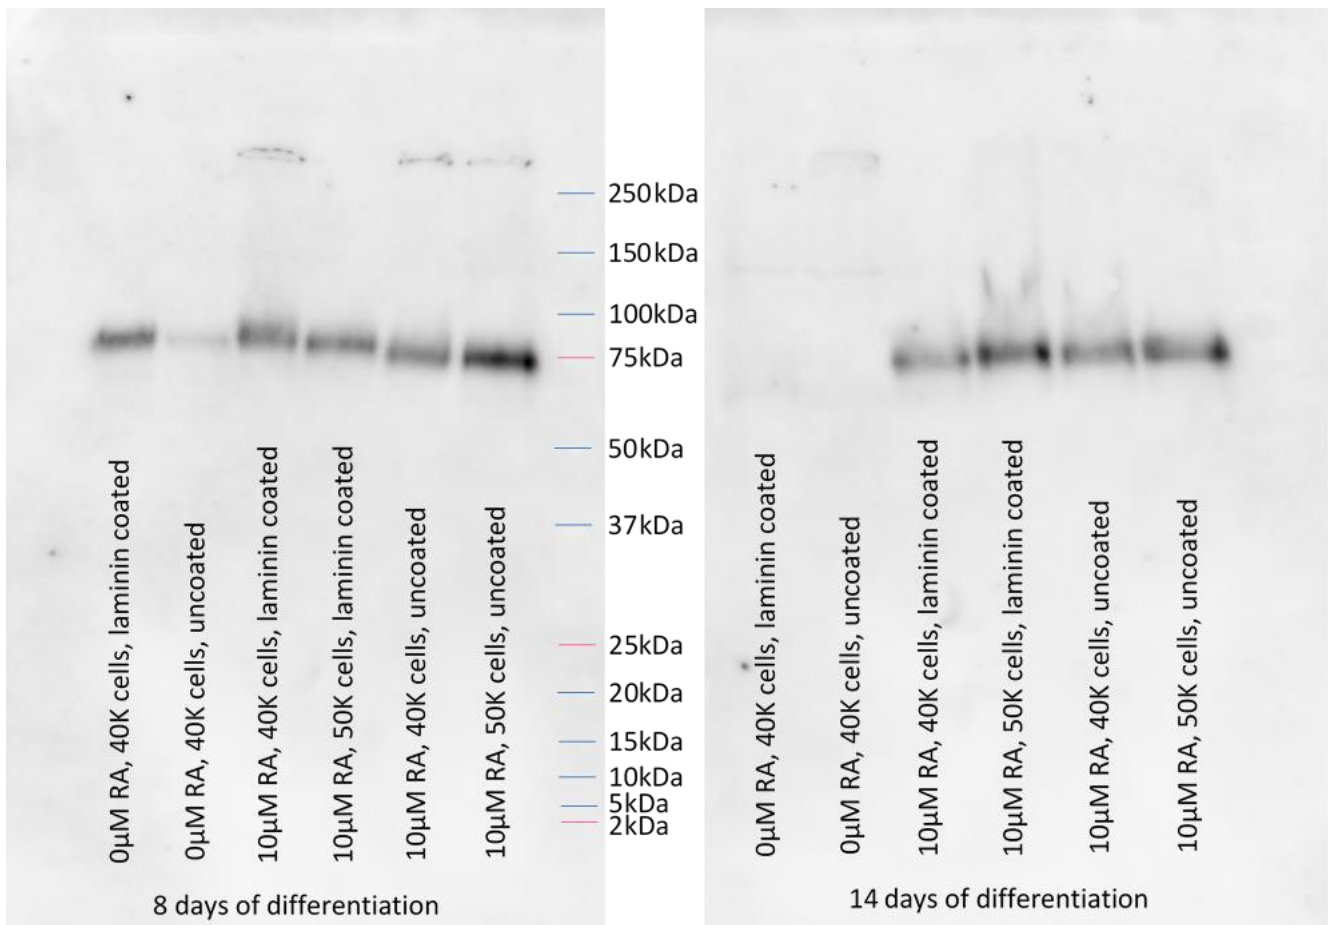 250kDa
150kDa
100kDa
75kDa
50kDa
37kDa
25kDa
20kDa
15kDa
10kDa
5kDa
2kDa
0µM RA, 40K cells, laminin coated
0µM RA, 40K cells, uncoated
10µM RA, 40K cells, laminin coated
10µM RA, 50K cells, laminin coated
10µM RA, 40K cells, uncoated
10µM RA, 50K cells, uncoated
8 days of differentiation
0µM RA, 40K cells, laminin coated
0µM RA, 40K cells, uncoated
10µM RA, 40K cells, laminin coated
10µM RA, 50K cells, laminin coated
10µM RA, 40K cells, uncoated
10µM RA, 50K cells, uncoated
14 days of differentiation